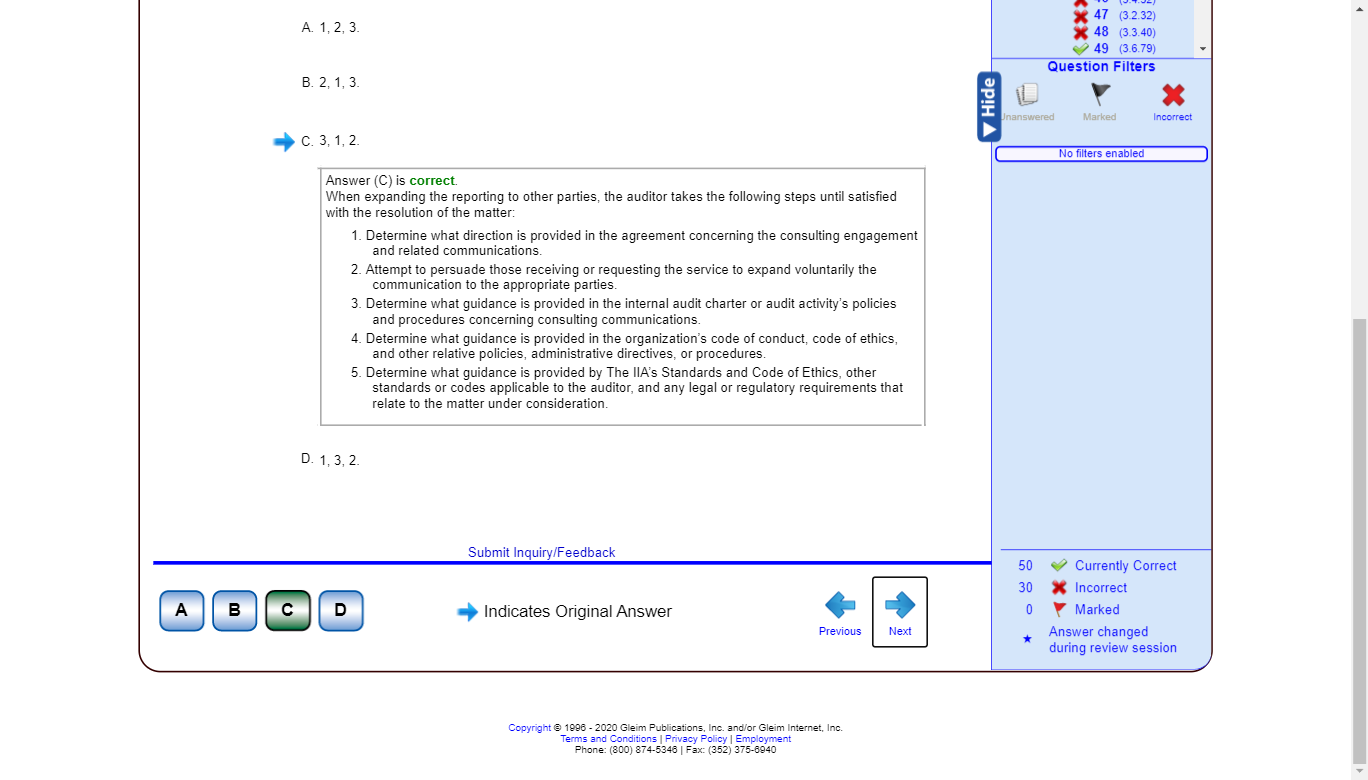 A. 1, 2, 3.
B. 2, 1, 3.
C. 3, 1, 2.
Answer (C) is correct.
When expanding the reporting to other parties, the auditor takes the following steps until satisfied
with the resolution of the matter:
1. Determine what direction is provided in the agreement concerning the consulting engagement
and related communications.
2. Attempt to persuade those receiving or requesting the service to expand voluntarily the
communication to the appropriate parties.
3. Determine what guidance is provided in the internal audit charter or audit activity's policies
and procedures concerning consulting communications.
4. Determine what guidance is provided in the organization's code of conduct, code of ethics,
and other relative policies, administrative directives, or procedures.
5. Determine what guidance is provided by The IIA's Standards and Code of Ethics, other
standards or codes applicable to the auditor, and any legal or regulatory requirements that
relate to the matter under consideration.
D. 1, 3, 2.
Submit Inquiry/Feedback
A B C D
Indicates Original Answer
Previous
Next
47 (3.2.32)
48 (3.3.40)
49 (3.6.79)
Question Filters
Hide
Marked
Incorrect
No filters enabled
50 Currently Correct
30 Incorrect
0 Marked
Answer changed
during review session
Copyright © 1996 - 2020 Gleim Publications, Inc. and/or Gleim Internet, Inc.
Terms and Conditions | Privacy Policy | Employment
Phone: (800) 874-5346 | Fax: (352) 375-6940